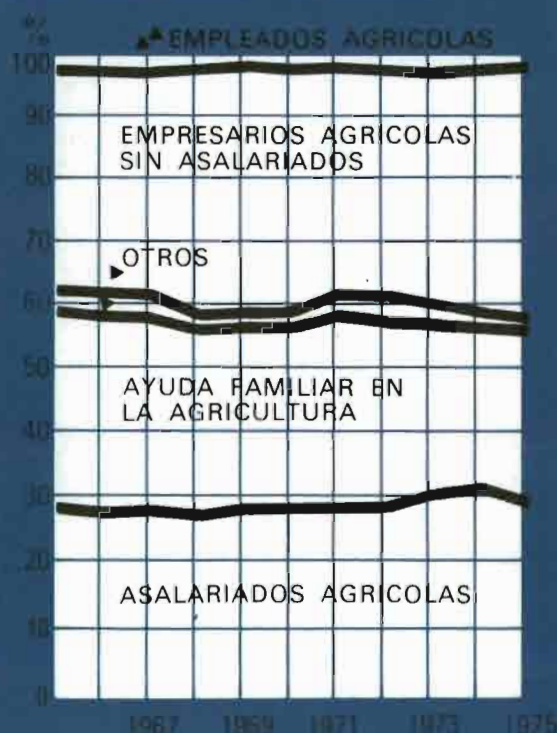 %
EMPLEADOS AGRICOLAS
100
90
EMPRESARIOS AGRICOLAS
SIN ASALARIADOS
80
70
OTROS
60
50
AYUDA FAMILIAR EN
LA AGRICULTURA
40
30
20
ASALARIADOS AGRICOLAS
10
0
1967 1969 1971 1973 1975